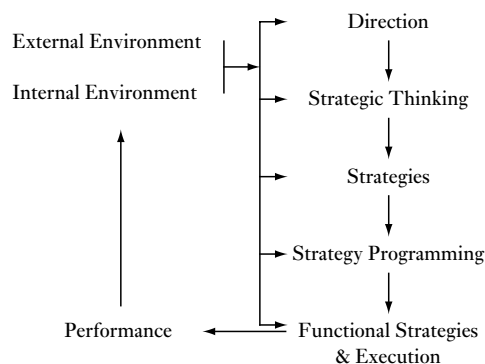 External Environment
Internal Environment
Performance
Direction
Strategic Thinking
Strategies
Strategy Programming
Functional Strategies
& Execution